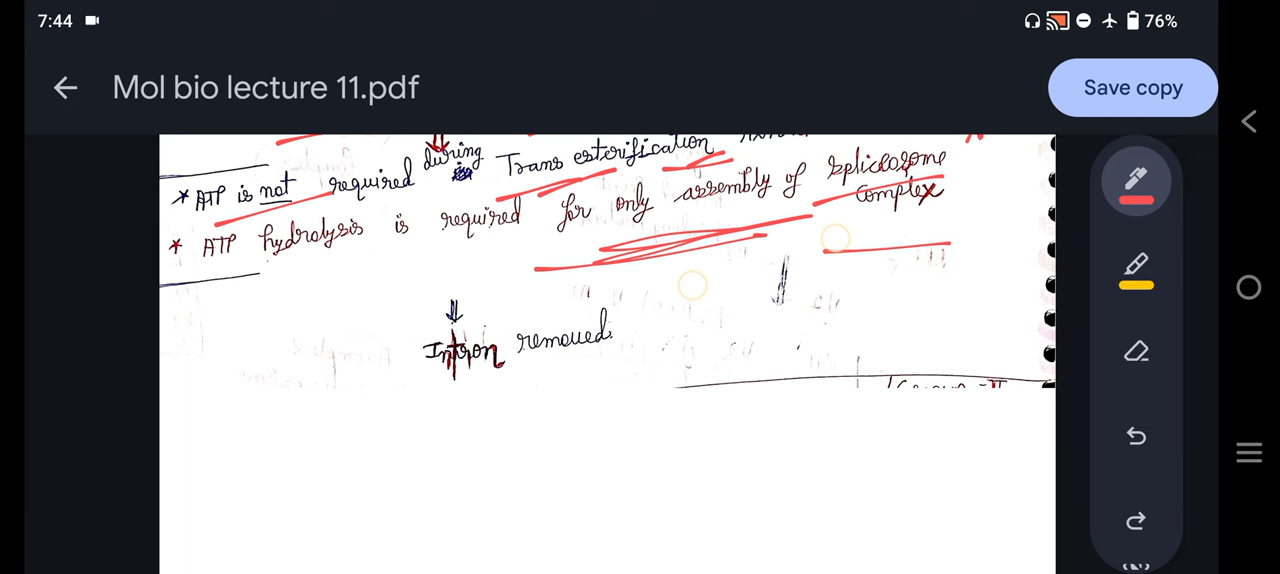 7:44
76%
Mol bio lecture 11.pdf
Save copy
* ATP is not required during Trans esterification
* ATP hydrolysis is required for only assembly of spliceosome
complex
⇓
Intron removed.